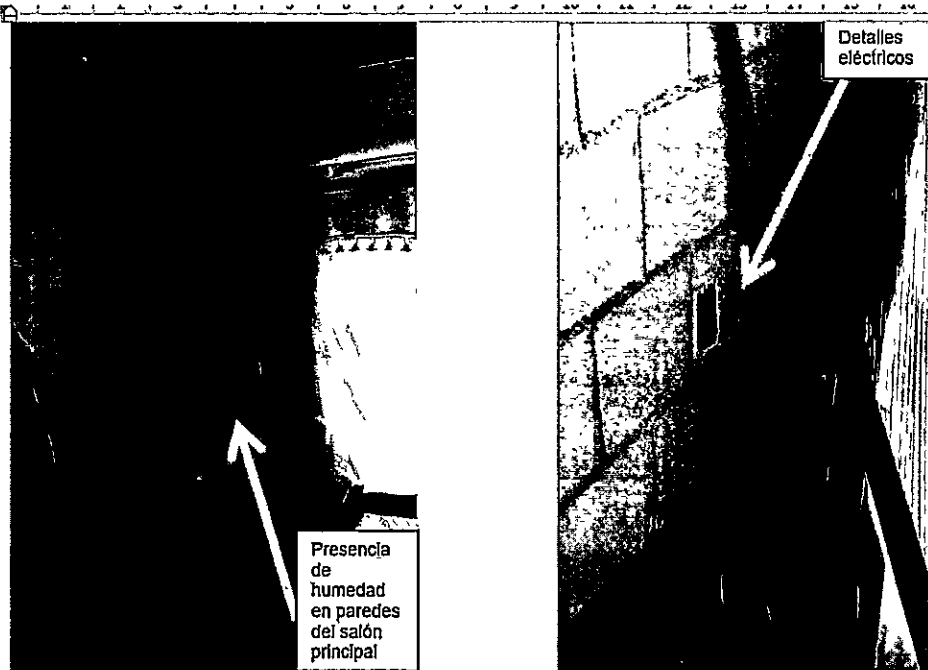 Presencia
de
humedad
en paredes
del salón
principal
Detalles
eléctricos